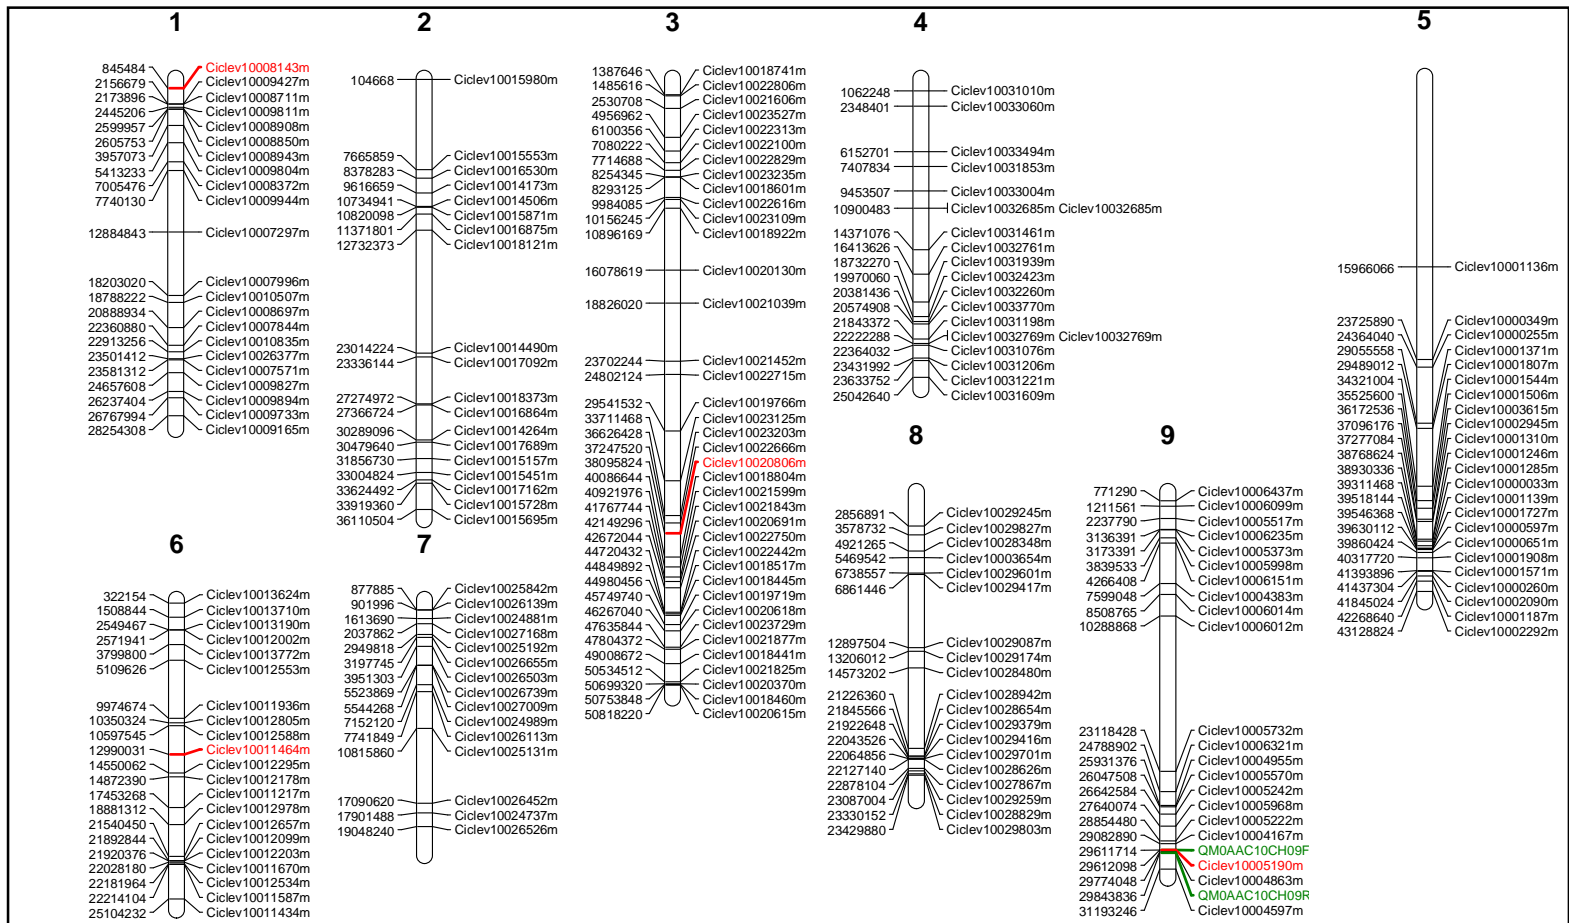 1
845484 Ciclev10008143m
2156679 Ciclev10009427m
2173896 Ciclev10008711m
2445206 Ciclev10009811m
2599957 Ciclev10008908m
2605753 Ciclev10008850m
3957073 Ciclev10008943m
5413233 Ciclev10009804m
7005476 Ciclev10008372m
7740130 Ciclev10009944m
12884843 Ciclev10007297m
18203020 Ciclev10007996m
18788222 Ciclev10010507m
20888934 Ciclev10008697m
22360880 Ciclev10007844m
22913256 Ciclev10010835m
23501412 Ciclev10026377m
23581312 Ciclev10007571m
24657608 Ciclev10009827m
26237404 Ciclev10009894m
26767994 Ciclev10009733m
28254308 Ciclev10009165m
2
104668 Ciclev10015980m
7665859 Ciclev10015553m
8378283 Ciclev10016530m
9616659 Ciclev10014173m
10734941 Ciclev10014506m
10820098 Ciclev10015871m
11371801 Ciclev10016875m
12732373 Ciclev10018121m
23014224 Ciclev10014490m
23336144 Ciclev10017092m
27274972 Ciclev10018373m
27366724 Ciclev10016864m
30289096 Ciclev10014264m
30479640 Ciclev10017689m
31856730 Ciclev10015157m
33004824 Ciclev10015451m
33624492 Ciclev10017162m
33919360 Ciclev10015728m
36110504 Ciclev10015695m
3
1387646 Ciclev10018741m
1485616 Ciclev10022806m
2530708 Ciclev10021606m
4956962 Ciclev10023527m
6100356 Ciclev10022313m
7080222 Ciclev10022100m
7714688 Ciclev10022829m
8254345 Ciclev10023235m
8293125 Ciclev10018601m
9984085 Ciclev10022616m
10156245 Ciclev10023109m
10896169 Ciclev10018922m
16078619 Ciclev10020130m
18826020 Ciclev10021039m
23702244 Ciclev10021452m
24802124 Ciclev10022715m
29541532 Ciclev10019766m
33711468 Ciclev10023125m
36626428 Ciclev10023203m
37247520 Ciclev10022666m
38095824 Ciclev10020806m
40086644 Ciclev10018804m
40921976 Ciclev10021599m
41767744 Ciclev10021843m
42149296 Ciclev10020691m
42672044 Ciclev10022750m
44720432 Ciclev10022442m
44849892 Ciclev10018517m
44980456 Ciclev10018445m
45749740 Ciclev10019719m
46267040 Ciclev10020618m
47635844 Ciclev10023729m
47804372 Ciclev10021877m
49008672 Ciclev10018441m
50534512 Ciclev10021825m
50699320 Ciclev10020370m
50753848 Ciclev10018460m
50818220 Ciclev10020615m
4
1062248 Ciclev10031010m
2348401 Ciclev10033060m
6152701 Ciclev10033494m
7407834 Ciclev10031853m
9453507 Ciclev10033004m
10900483 Ciclev10032685m Ciclev10032685m
14371076 Ciclev10031461m
16413626 Ciclev10032761m
18732270 Ciclev10031939m
19970060 Ciclev10032423m
20381436 Ciclev10032260m
20574908 Ciclev10033770m
21843372 Ciclev10031198m
22222288 Ciclev10032769m Ciclev10032769m
22364032 Ciclev10031076m
23431992 Ciclev10031206m
23633752 Ciclev10031221m
25042640 Ciclev10031609m
5
15966066 Ciclev10001136m
23725890 Ciclev10000349m
24364040 Ciclev10000255m
29055558 Ciclev10001371m
29489012 Ciclev10001807m
34321004 Ciclev10001544m
35525600 Ciclev10001506m
36172536 Ciclev10003615m
37096176 Ciclev10002945m
37277084 Ciclev10001310m
38768624 Ciclev10001246m
38930336 Ciclev10001285m
39311468 Ciclev10000033m
39518144 Ciclev10001139m
39546368 Ciclev10001727m
39630112 Ciclev10000597m
39860424 Ciclev10000651m
40317720 Ciclev10001908m
41393896 Ciclev10001571m
41437304 Ciclev10000260m
41845024 Ciclev10002090m
42268640 Ciclev10001187m
43128824 Ciclev10002292m
6
322154 Ciclev10013624m
1508844 Ciclev10013710m
2549467 Ciclev10013190m
2571941 Ciclev10012002m
3799800 Ciclev10013772m
5109626 Ciclev10012553m
9974674 Ciclev10011936m
10350324 Ciclev10012805m
10597545 Ciclev10012588m
12990031 Ciclev10011464m
14550062 Ciclev10012295m
14872390 Ciclev10012178m
17453268 Ciclev10011217m
18881312 Ciclev10012978m
21540450 Ciclev10012657m
21892844 Ciclev10012099m
21920376 Ciclev10012203m
22028180 Ciclev10011670m
22181964 Ciclev10012534m
22214104 Ciclev10011587m
25104232 Ciclev10011434m
7
877885 Ciclev10025842m
901996 Ciclev10026139m
1613690 Ciclev10024881m
2037862 Ciclev10027168m
2949818 Ciclev10025192m
3197745 Ciclev10026655m
3951303 Ciclev10026503m
5523869 Ciclev10026739m
5544268 Ciclev10027009m
7152120 Ciclev10024989m
7741849 Ciclev10026113m
10815860 Ciclev10025131m
17090620 Ciclev10026452m
17901488 Ciclev10024737m
19048240 Ciclev10026526m
8
2856891 Ciclev10029245m
3578732 Ciclev10029827m
4921265 Ciclev10028348m
5469542 Ciclev10003654m
6738557 Ciclev10029601m
6861446 Ciclev10029417m
12897504 Ciclev10029087m
13206012 Ciclev10029174m
14573202 Ciclev10028480m
21226360 Ciclev10028942m
21845566 Ciclev10028654m
21922648 Ciclev10029379m
22043526 Ciclev10029416m
22064856 Ciclev10029701m
22127140 Ciclev10028626m
22878104 Ciclev10027867m
23087004 Ciclev10029259m
23330152 Ciclev10028829m
23429880 Ciclev10029803m
9
771290 Ciclev10006437m
1211561 Ciclev10006099m
2237790 Ciclev10005517m
3136391 Ciclev10006235m
3173391 Ciclev10005373m
3839533 Ciclev10005998m
4266408 Ciclev10006151m
7599048 Ciclev10004383m
8508765 Ciclev10006014m
10288868 Ciclev10006012m
23118428 Ciclev10005732m
24788902 Ciclev10006321m
25931376 Ciclev10004955m
26047508 Ciclev10005570m
26642584 Ciclev10005242m
27640074 Ciclev10005968m
28854480 Ciclev10005222m
29082890 Ciclev10004167m
29611714 QM0AAC10CH09F
29612098 Ciclev10005190m
29774048 Ciclev10004863m
29843836 QM0AAC10CH09R
31193246 Ciclev10004597m